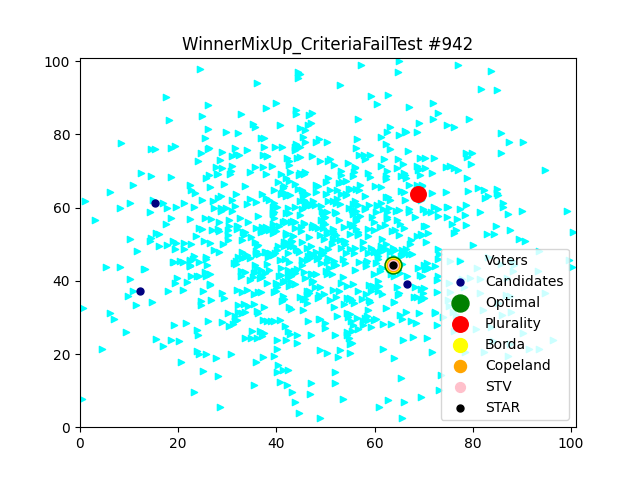 WinnerMixUp_CriteriaFailTest #942
100
80
60
40
20
0
0
20
40
60
80
100
Voters
Candidates
Optimal
Plurality
Borda
Copeland
STV
STAR